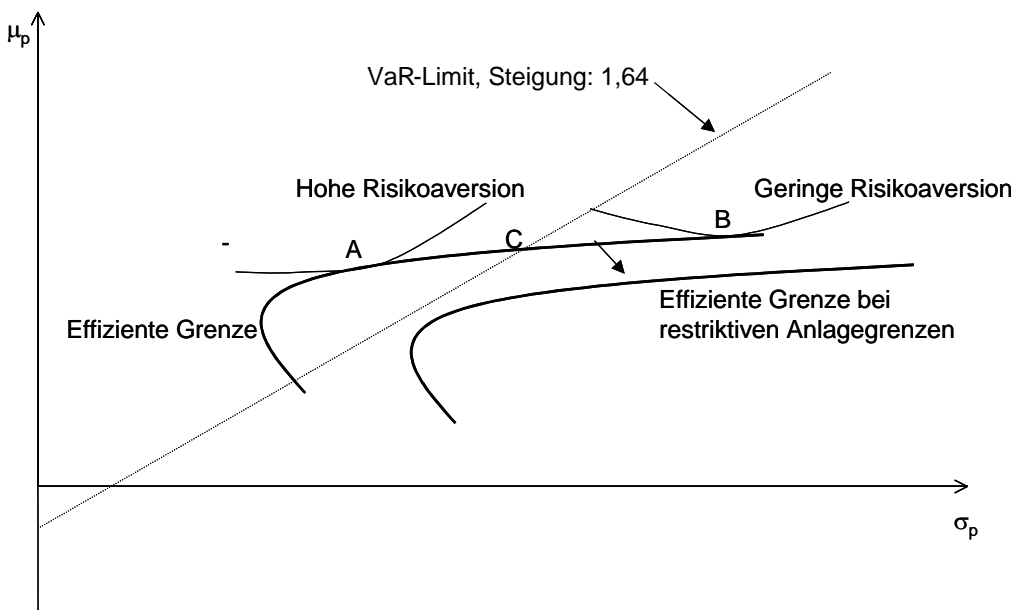 μp
VaR-Limit, Steigung: 1,64
Hohe Risikoaversion
Geringe Risikoaversion
-
A
C
B
Effiziente Grenze
Effiziente Grenze bei
restriktiven Anlagegrenzen
σp